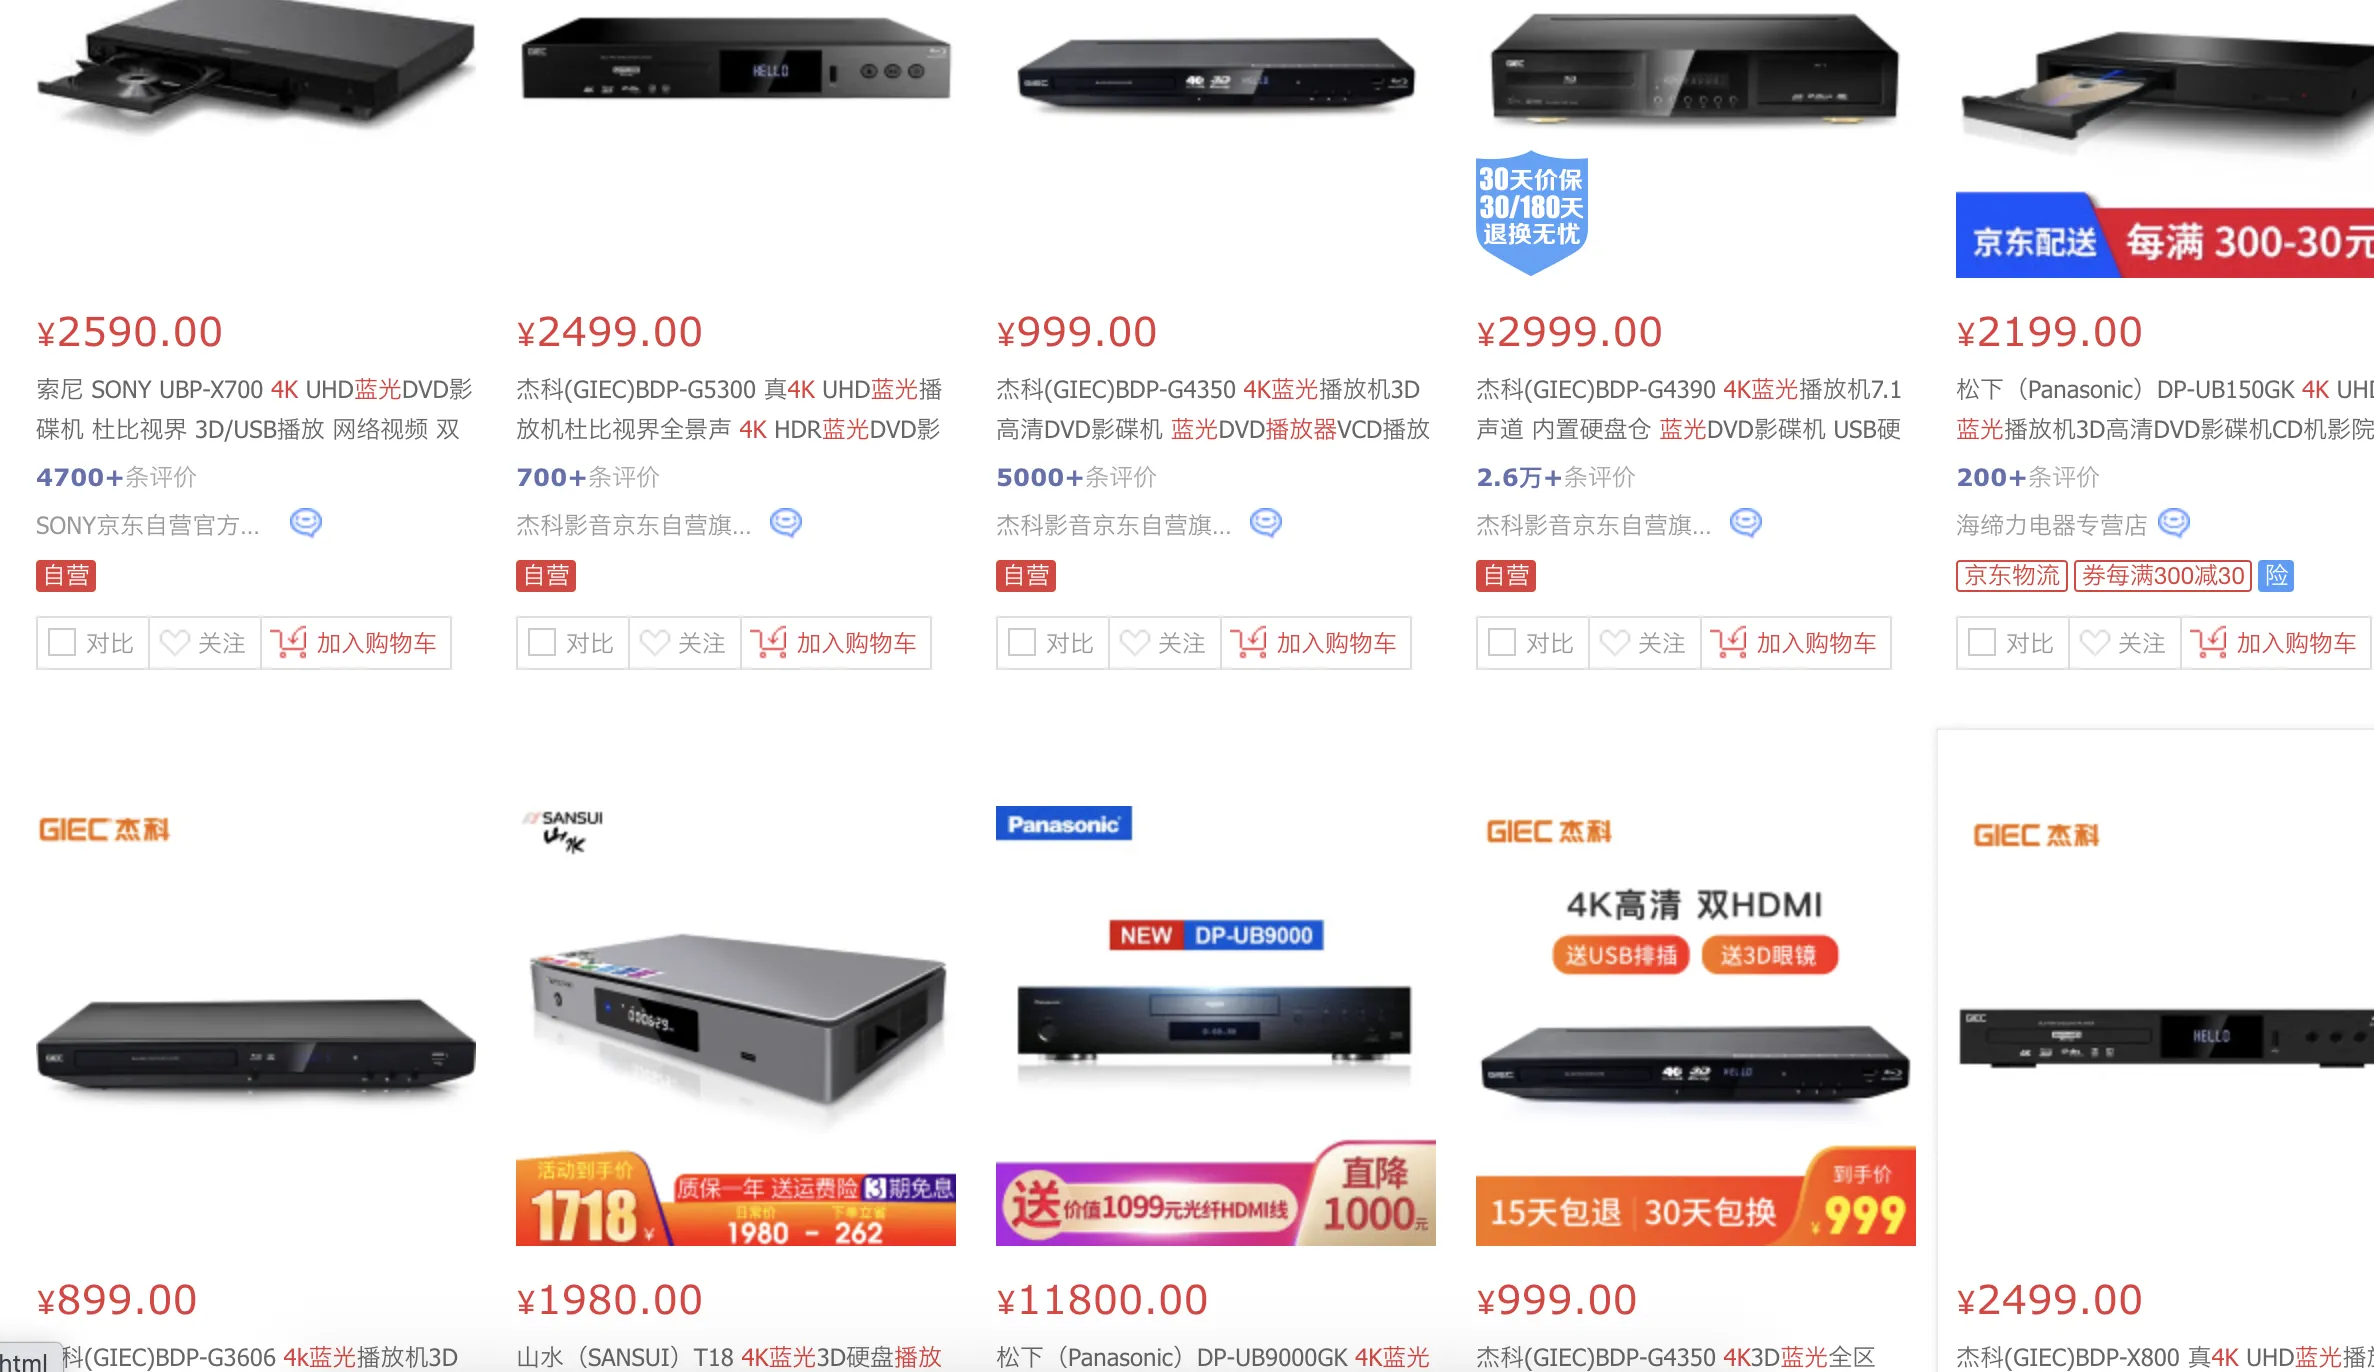 GIEC
HELLO
GIEC
4K 3D HELLO
GIEC
30天价保
30/180天
退换无忧
京东配送 每满 300-30元
¥2590.00
索尼 SONY UBP-X700 4K UHD蓝光DVD影
碟机 杜比视界 3D/USB播放 网络视频 双
4700+条评价
SONY京东自营官方...
自营
对比 关注 加入购物车
¥2499.00
杰科(GIEC)BDP-G5300 真4K UHD蓝光播
放机杜比视界全景声 4K HDR蓝光DVD影
700+条评价
杰科影音京东自营旗...
自营
对比 关注 加入购物车
¥999.00
杰科(GIEC)BDP-G4350 4K蓝光播放机3D
高清DVD影碟机 蓝光DVD播放器VCD播放
5000+条评价
杰科影音京东自营旗...
自营
对比 关注 加入购物车
¥2999.00
杰科(GIEC)BDP-G4390 4K蓝光播放机7.1
声道 内置硬盘仓 蓝光DVD影碟机 USB硬
2.6万+条评价
杰科影音京东自营旗...
自营
对比 关注 加入购物车
¥2199.00
松下（Panasonic）DP-UB150GK 4K UHD
蓝光播放机3D高清DVD影碟机CD机影院
200+条评价
海缔力电器专营店
京东物流 券每满300减30 险
对比 关注 加入购物车
GIEC 杰科
GIEC
¥899.00
科(GIEC)BDP-G3606 4k蓝光播放机3D
html
SANSUI
山水
活动到手价
1718¥
质保一年 送运费险 3期免息
日常价 下单立省
1980 - 262
¥1980.00
山水（SANSUI）T18 4K蓝光3D硬盘播放
Panasonic
NEW DP-UB9000
Panasonic
送 价值1099元光纤HDMI线
直降
1000元
¥11800.00
松下（Panasonic）DP-UB9000GK 4K蓝光
GIEC 杰科
4K高清 双HDMI
送USB排插 送3D眼镜
GIEC 4K 3D HELLO
15天包退 30天包换
到手价
¥999
¥999.00
杰科(GIEC)BDP-G4350 4K3D蓝光全区
GIEC 杰科
GIEC
HELLO
¥2499.00
杰科(GIEC)BDP-X800 真4K UHD蓝光播